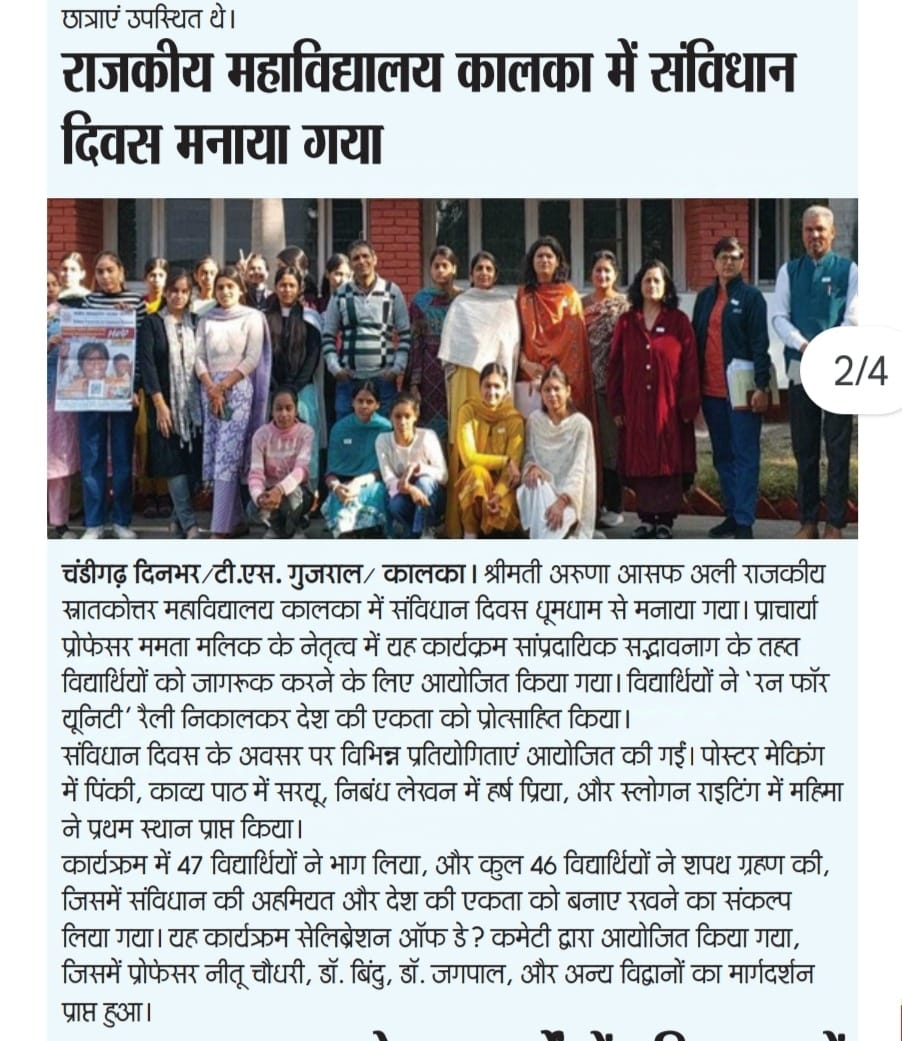 छात्राएं उपस्थित थे।
राजकीय महाविद्यालय कालका में संविधान
दिवस मनाया गया
Help
2/4
चंडीगढ़ दिनभर/टी.एस. गुजराल/ कालका। श्रीमती अरुणा आसफ अली राजकीय
स्नातकोत्तर महाविद्यालय कालका में संविधान दिवस धूमधाम से मनाया गया। प्राचार्या
प्रोफेसर ममता मलिक के नेतृत्व में यह कार्यक्रम सांप्रदायिक सद्भावनाग के तहत
विद्यार्थियों को जागरूक करने के लिए आयोजित किया गया। विद्यार्थियों ने 'रन फॉर
यूनिटी' रैली निकालकर देश की एकता को प्रोत्साहित किया।
संविधान दिवस के अवसर पर विभिन्न प्रतियोगिताएं आयोजित की गईं। पोस्टर मेकिंग
में पिंकी, काव्य पाठ में सरयू, निबंध लेखन में हर्ष प्रिया, और स्लोगन राइटिंग में महिमा
ने प्रथम स्थान प्राप्त किया।
कार्यक्रम में 47 विद्यार्थियों ने भाग लिया, और कुल 46 विद्यार्थियों ने शपथ ग्रहण की,
जिसमें संविधान की अहमियत और देश की एकता को बनाए रखने का संकल्प
लिया गया। यह कार्यक्रम सेलिब्रेशन ऑफ डे? कमेटी द्वारा आयोजित किया गया,
जिसमें प्रोफेसर नीतू चौधरी, डॉ. बिंदु, डॉ. जगपाल, और अन्य विद्वानों का मार्गदर्शन
प्राप्त हुआ।